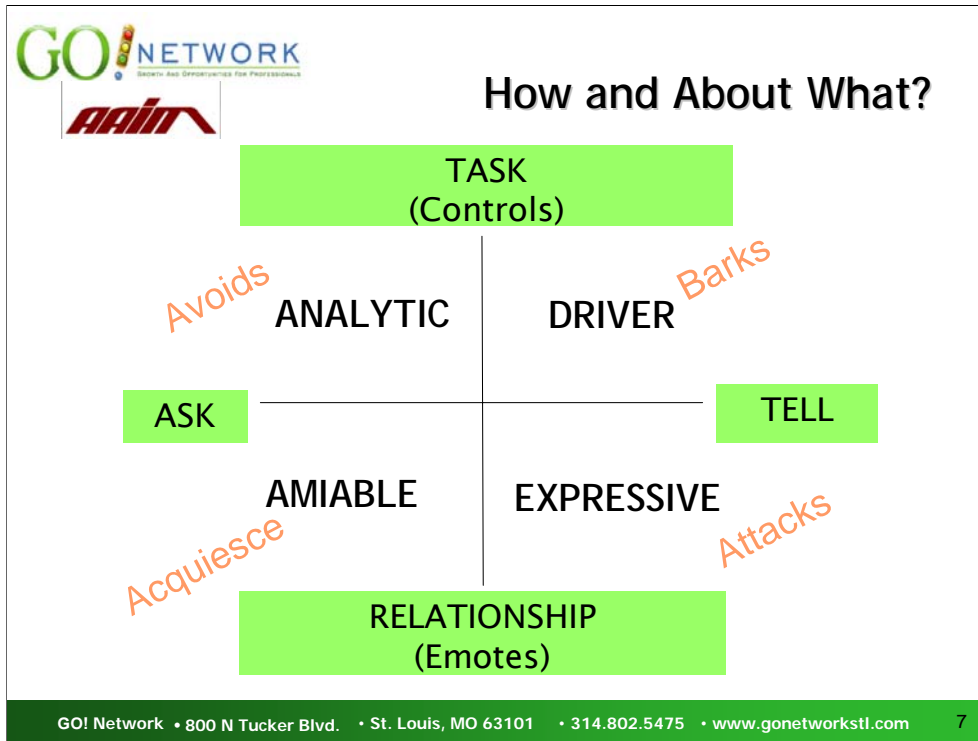 GO! NETWORK
GROWTH AND OPPORTUNITIES FOR PROFESSIONALS
AAIM
How and About What?
TASK
(Controls)
Avoids
Barks
ANALYTIC
DRIVER
ASK
TELL
AMIABLE
EXPRESSIVE
Acquiesce
Attacks
RELATIONSHIP
(Emotes)
GO! Network • 800 N Tucker Blvd. • St. Louis, MO 63101 • 314.802.5475 • www.gonetworkstl.com 7